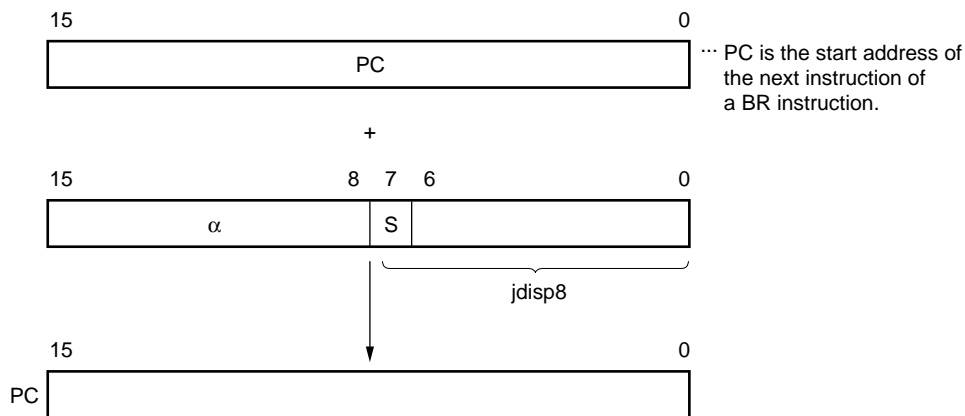 15 0
PC
... PC is the start address of
the next instruction of
a BR instruction.
+
15 8 7 6 0
α S
jdisp8
15 0
PC